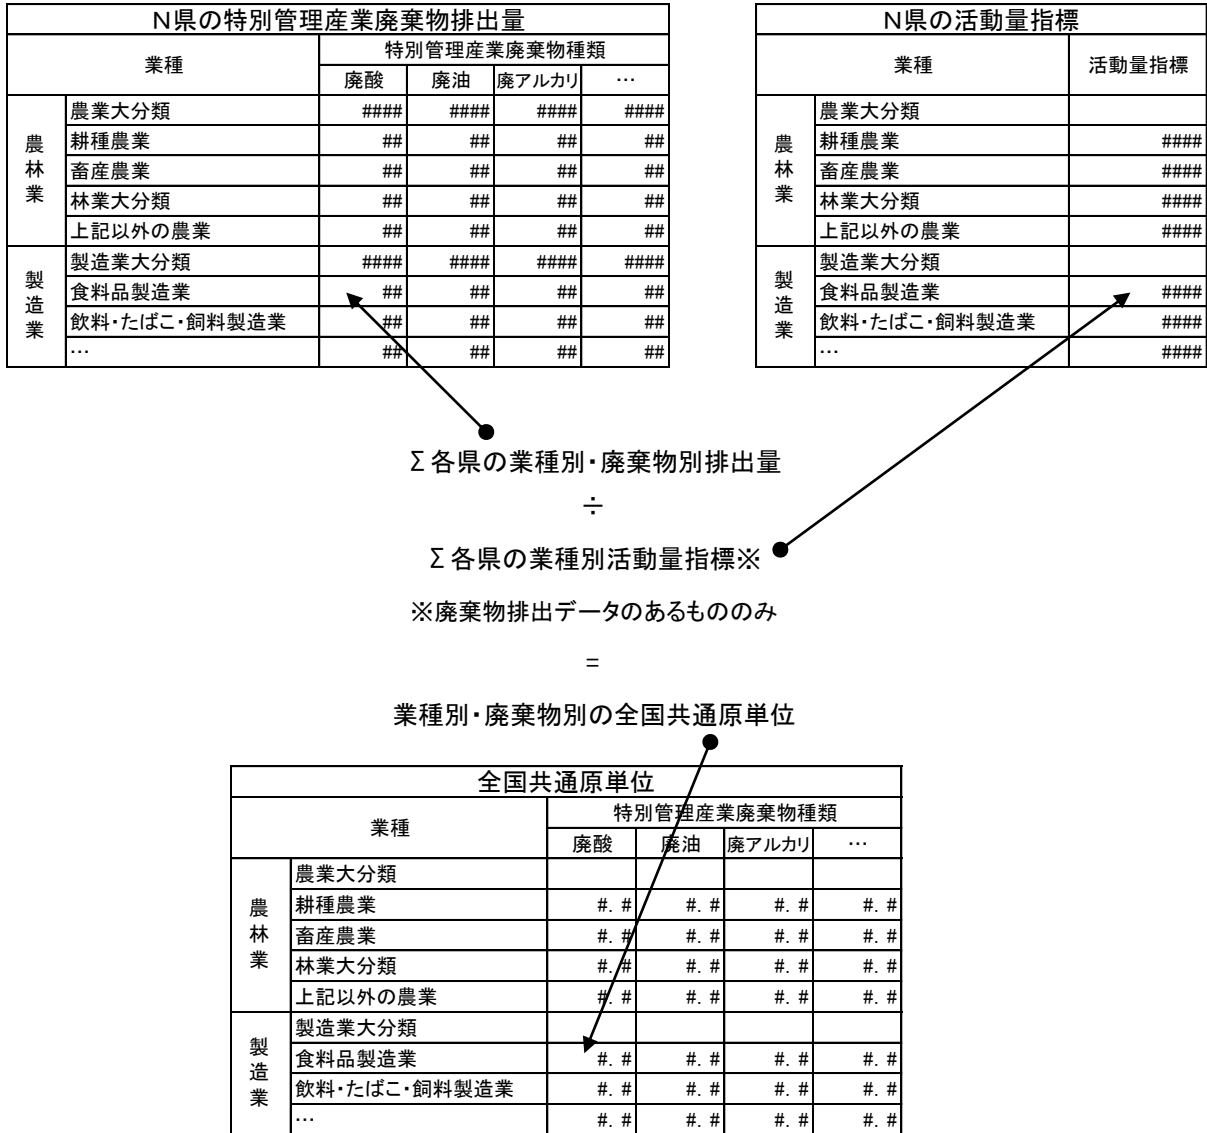 N県の特別管理産業廃棄物排出量
業種 特別管理産業廃棄物種類
廃酸 廃油 廃アルカリ …
農林業
農業大分類 #### #### #### ####
耕種農業 ## ## ## ##
畜産農業 ## ## ## ##
林業大分類 ## ## ## ##
上記以外の農業 ## ## ## ##
製造業
製造業大分類 #### #### #### ####
食料品製造業 ## ## ## ##
飲料・たばこ・飼料製造業 ## ## ## ##
… ## ## ## ##
N県の活動量指標
業種 活動量指標
農林業
農業大分類
耕種農業 ####
畜産農業 ####
林業大分類 ####
上記以外の農業 ####
製造業
製造業大分類
食料品製造業 ####
飲料・たばこ・飼料製造業 ####
… ####
Σ各県の業種別・廃棄物別排出量
÷
Σ各県の業種別活動量指標※
※廃棄物排出データのあるもののみ
=
業種別・廃棄物別の全国共通原単位
全国共通原単位
業種 特別管理産業廃棄物種類
廃酸 廃油 廃アルカリ …
農林業
農業大分類
耕種農業 #.# #.# #.# #.#
畜産農業 #.# #.# #.# #.#
林業大分類 #.# #.# #.# #.#
上記以外の農業 #.# #.# #.# #.#
製造業
製造業大分類
食料品製造業 #.# #.# #.# #.#
飲料・たばこ・飼料製造業 #.# #.# #.# #.#
… #.# #.# #.# #.#